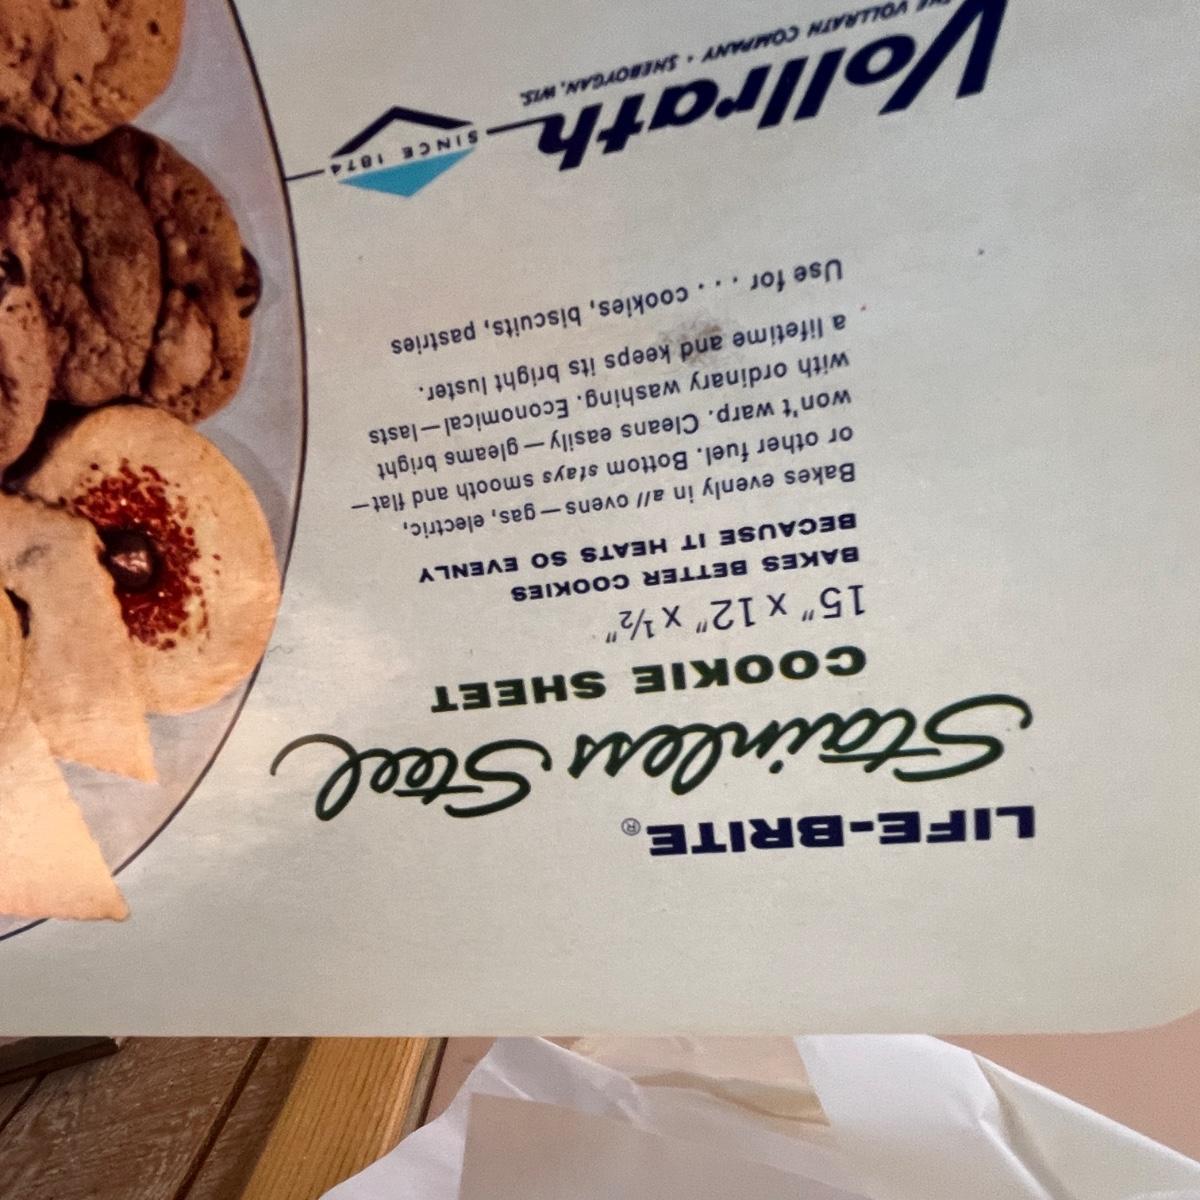 LIFE-BRITE®
Stainless Steel
COOKIE SHEET
15" x 12" x ½"
BAKES BETTER COOKIES
BECAUSE IT HEATS SO EVENLY
Bakes evenly in all ovens—gas, electric,
or other fuel. Bottom stays smooth and flat—
won't warp. Cleans easily—gleams bright
with ordinary washing. Economical—lasts
a lifetime and keeps its bright luster.
Use for . . . cookies, biscuits, pastries
Vollrath
SINCE 1874
THE VOLLRATH COMPANY • SHEBOYGAN, WIS.